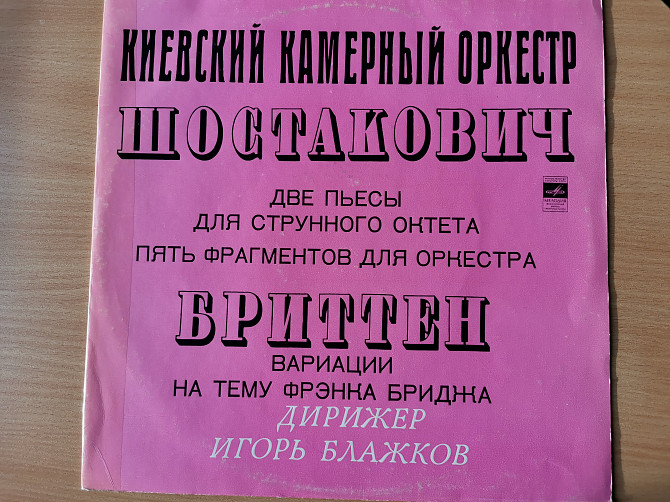 КИЕВСКИЙ КАМЕРНЫЙ ОРКЕСТР
ШОСТАКОВИЧ
ДВЕ ПЬЕСЫ
ДЛЯ СТРУННОГО ОКТЕТА
ПЯТЬ ФРАГМЕНТОВ ДЛЯ ОРКЕСТРА
МЕЛОДИЯ
БРИТТЕН
ВАРИАЦИИ
НА ТЕМУ ФРЭНКА БРИДЖА
ДИРИЖЕР
ИГОРЬ БЛАЖКОВ